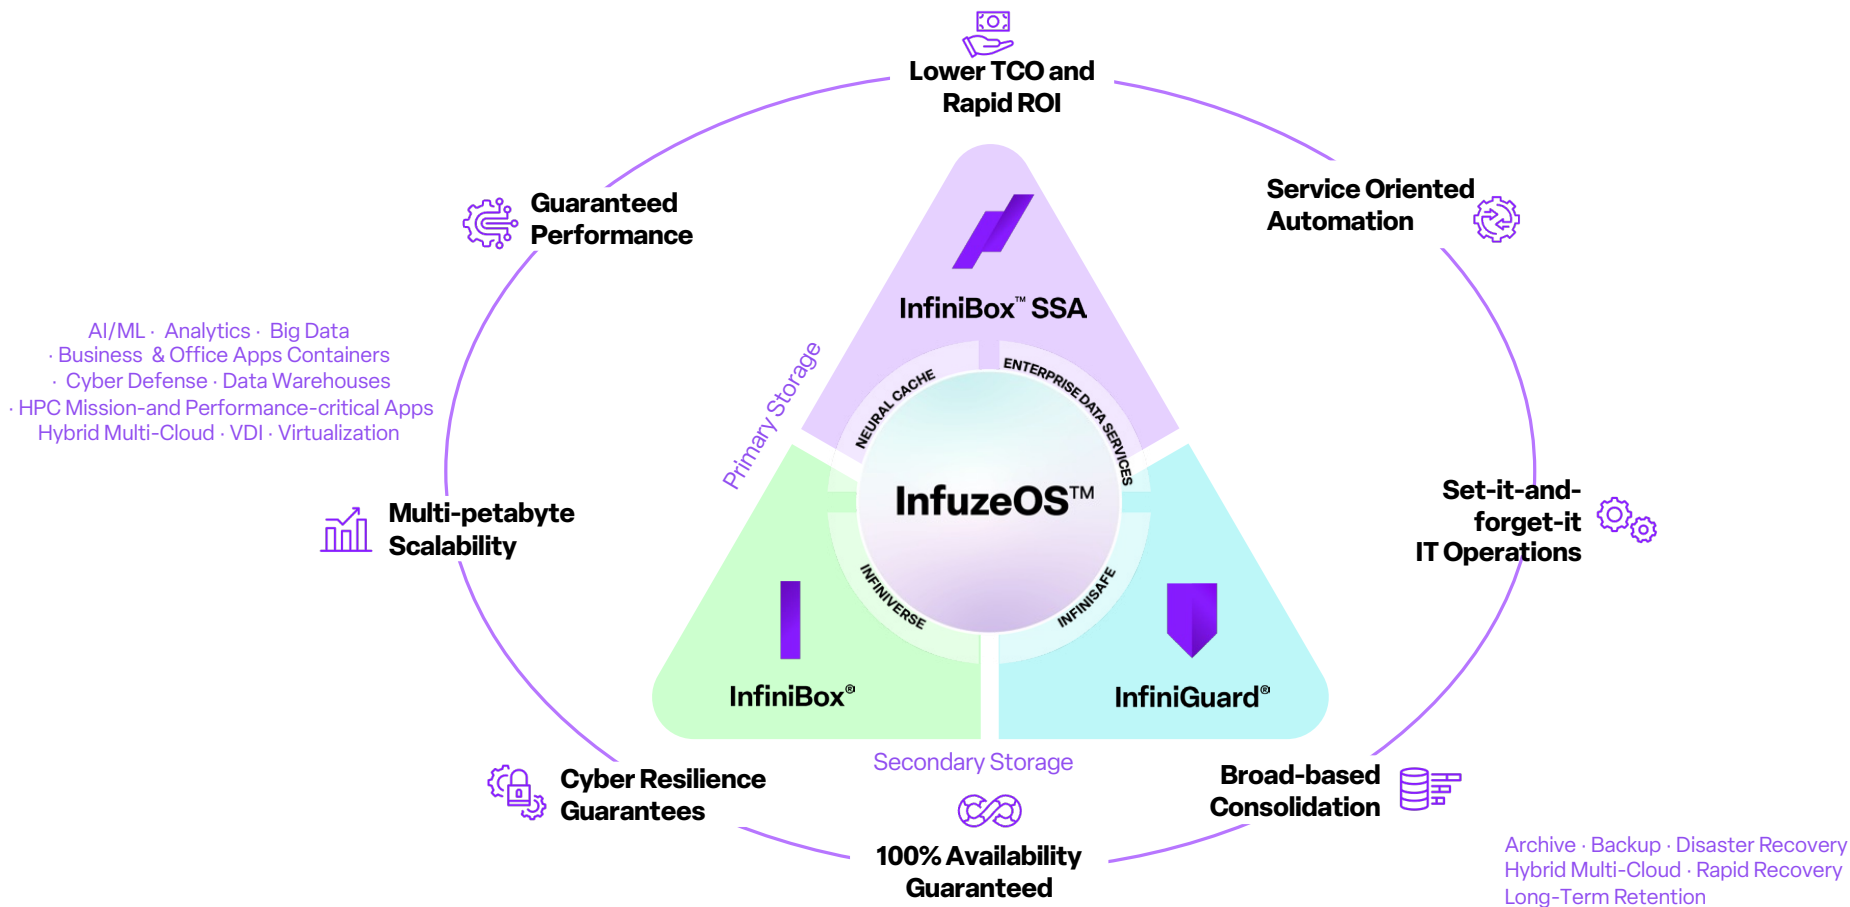 Lower TCO and
Rapid ROI
Guaranteed
Performance
Service Oriented
Automation
InfiniBox™ SSA
AI/ML · Analytics · Big Data
· Business & Office Apps Containers
· Cyber Defense · Data Warehouses
· HPC Mission-and Performance-critical Apps
Hybrid Multi-Cloud · VDI · Virtualization
Primary Storage
NEURAL CACHE
ENTERPRISE DATA SERVICES
InfuzeOS™
INFINIVERSE
INFINISAFE
Multi-petabyte
Scalability
Set-it-and-
forget-it
IT Operations
InfiniBox®
InfiniGuard®
Secondary Storage
Cyber Resilience
Guarantees
100% Availability
Guaranteed
Broad-based
Consolidation
Archive · Backup · Disaster Recovery
Hybrid Multi-Cloud · Rapid Recovery
Long-Term Retention